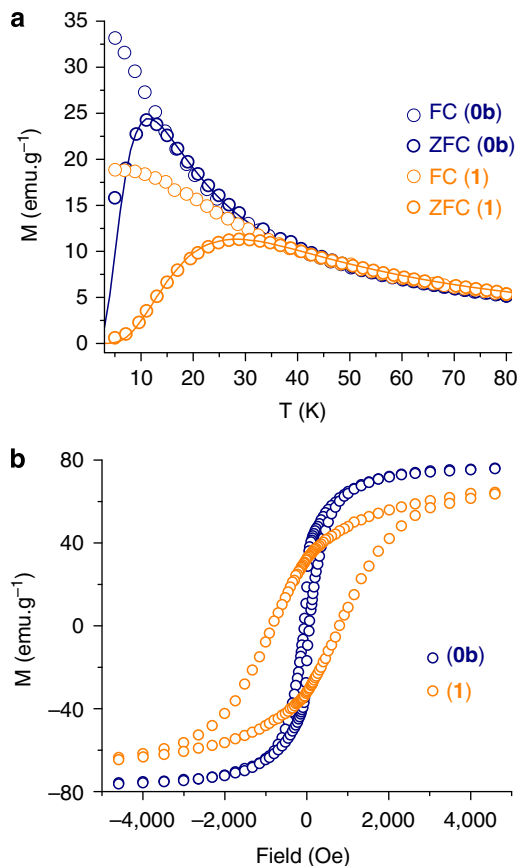 a
35
30
25
20
15
10
5
0
M (emu.g⁻¹)
FC (0b)
ZFC (0b)
FC (1)
ZFC (1)
10 20 30 40 50 60 70 80
T (K)
b
80
40
0
−40
−80
M (emu.g⁻¹)
(0b)
(1)
−4,000 −2,000 0 2,000 4,000
Field (Oe)